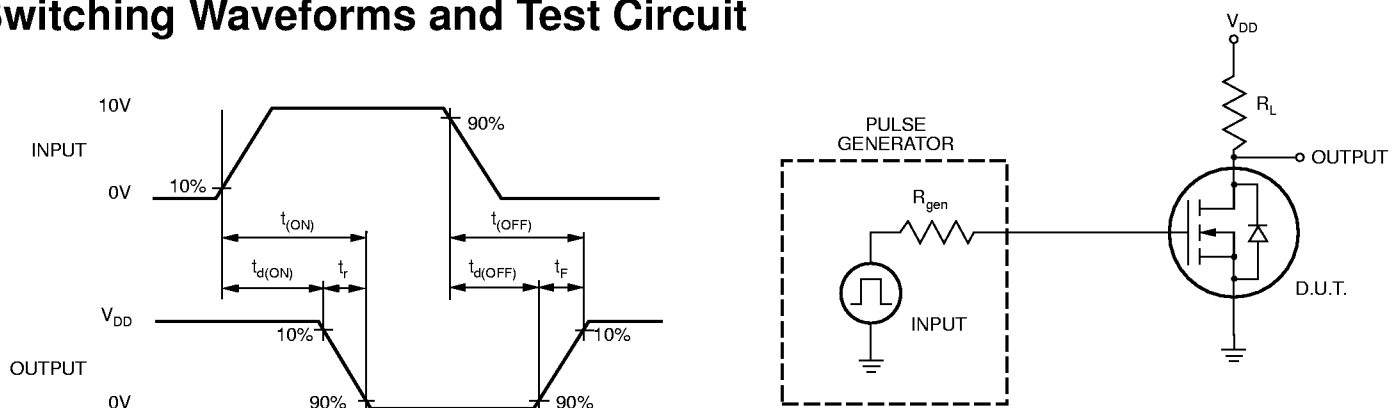 Switching Waveforms and Test Circuit
10V
INPUT
0V
10%
90%
t(ON)
t(OFF)
td(ON)
tr
td(OFF)
tF
VDD
10%
10%
OUTPUT
0V
90%
90%
VDD
RL
OUTPUT
PULSE
GENERATOR
Rgen
INPUT
D.U.T.